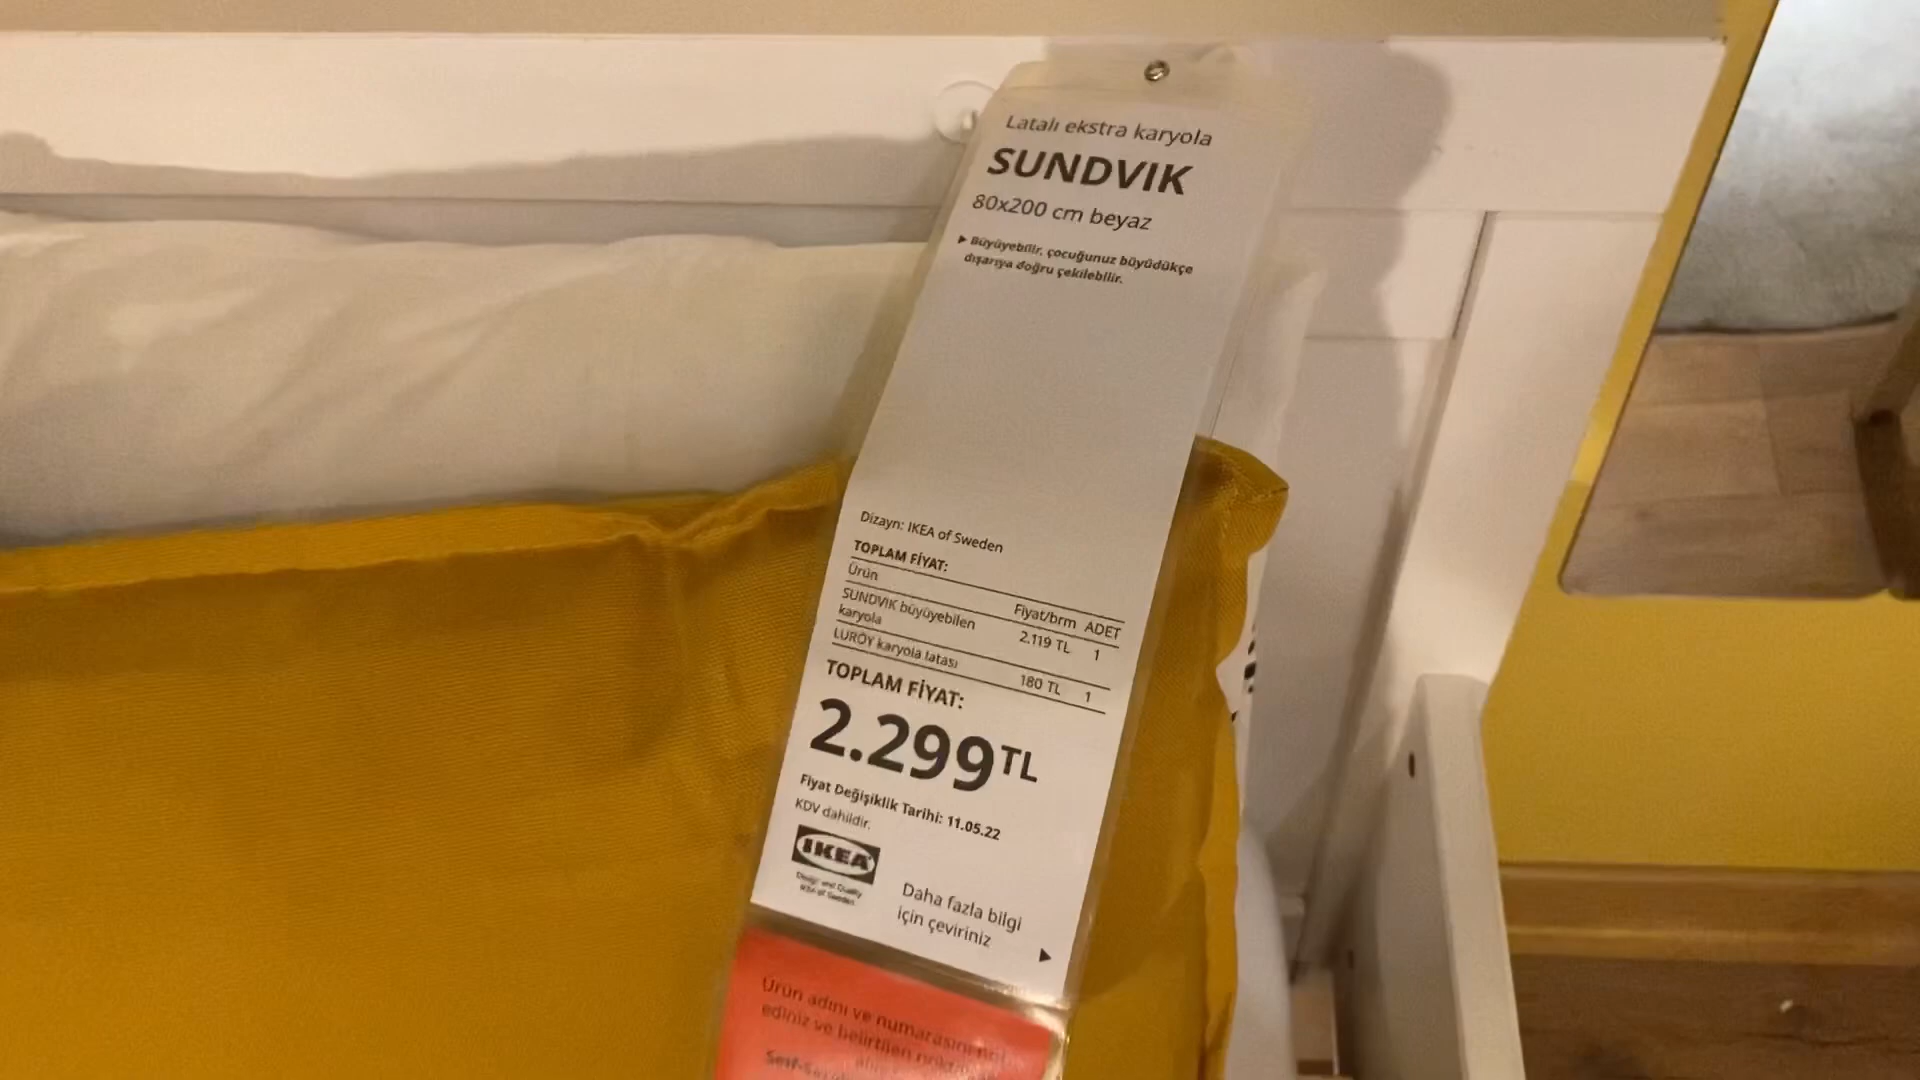 Latalı ekstra karyola
SUNDVIK
80x200 cm beyaz
▶ Büyüyebilir, çocuğunuz büyüdükçe
dışarıya doğru çekilebilir.
Dizayn: IKEA of Sweden
TOPLAM FİYAT:
Ürün Fiyat/brm ADET
SUNDVIK büyüyebilen
karyola 2.119 TL 1
LURÖY karyola latası 180 TL 1
TOPLAM FİYAT:
2.299 TL
Fiyat Değişiklik Tarihi: 11.05.22
KDV dahildir.
IKEA
Design and Quality
IKEA of Sweden
Daha fazla bilgi
için çeviriniz ▶
Ürün adını ve numarasını not
ediniz ve belirtilen